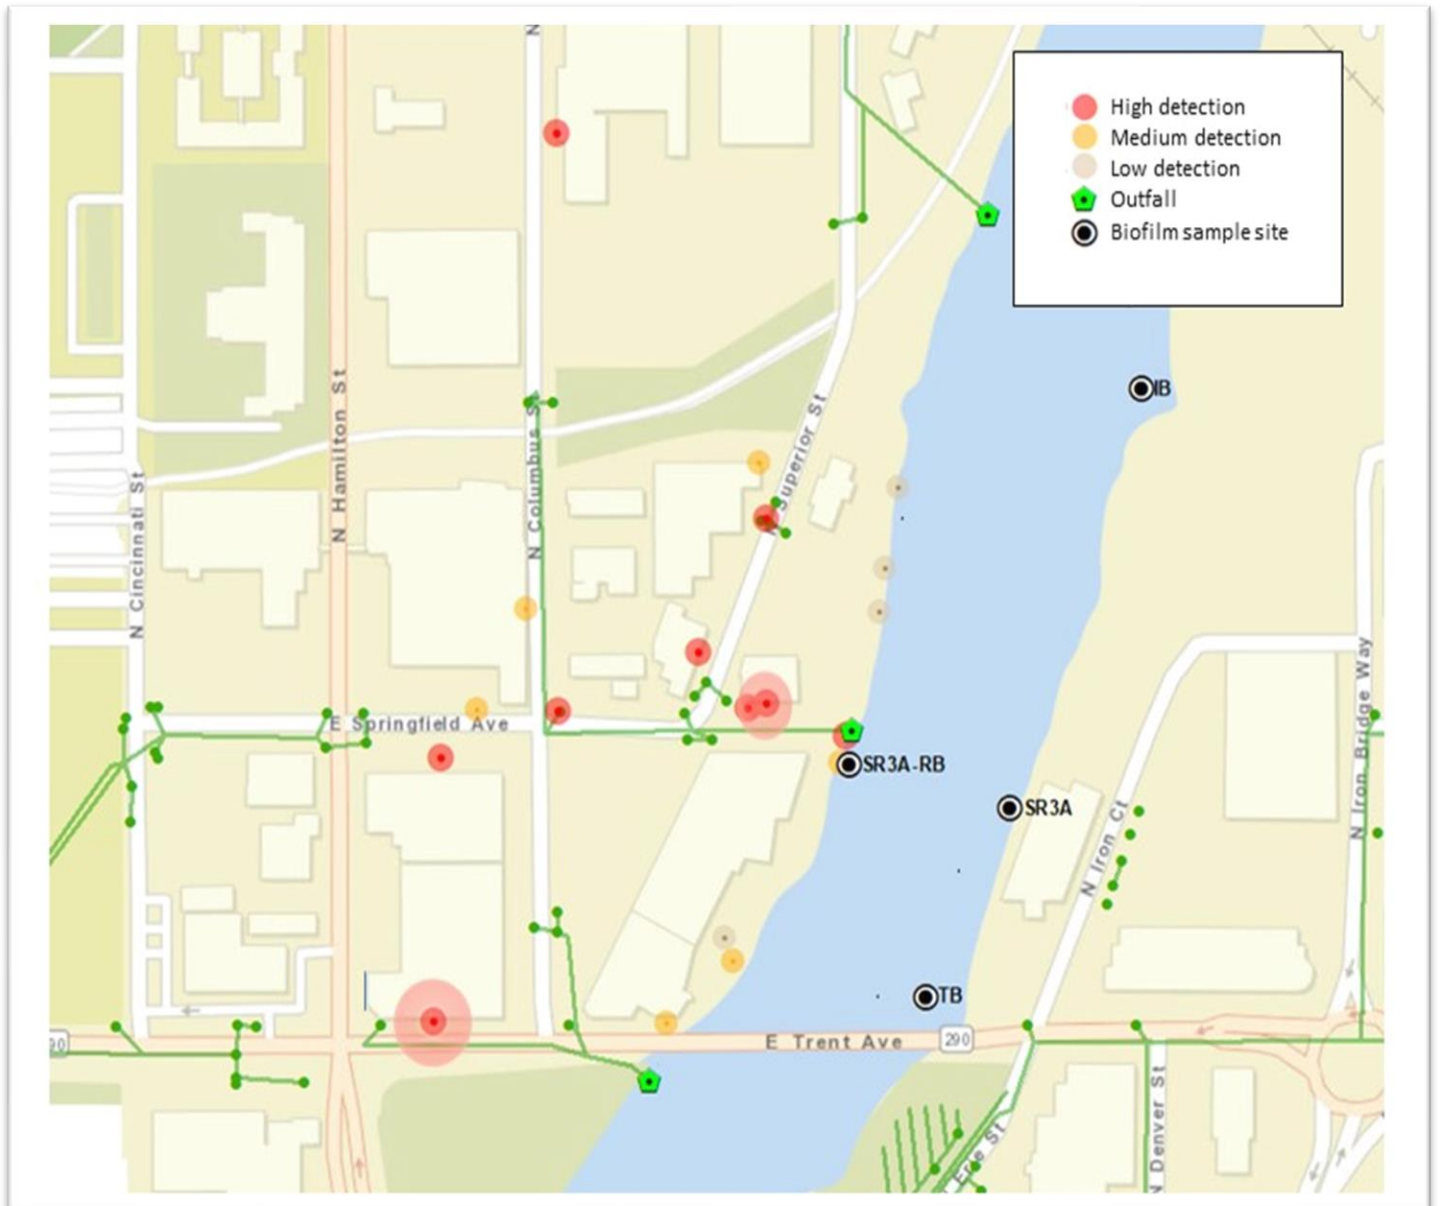 N
High detection
Medium detection
Low detection
Outfall
Biofilm sample site
IB
N Hamilton St
N Columbus St
N Superior St
N Cincinnati St
E Springfield Ave
SR3A-RB
SR3A
N Iron Ct
N Iron Bridge Way
TB
90
E Trent Ave
290
N Denver St
Erie St